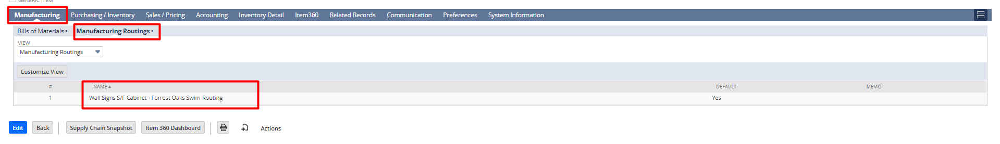 GENERIC ITEM
Manufacturing Purchasing / Inventory Sales / Pricing Accounting Inventory Detail Item360 Related Records Communication Preferences System Information
Bills of Materials • Manufacturing Routings •
VIEW
Manufacturing Routings
Customize View
# NAME ▲ DEFAULT MEMO
1 Wall Signs S/F Cabinet - Forrest Oaks Swim-Routing Yes
Edit Back Supply Chain Snapshot Item 360 Dashboard Actions